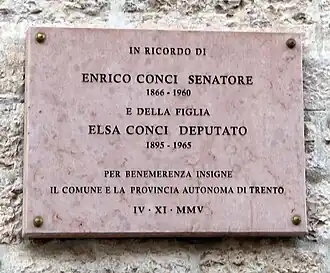 IN RICORDO DI
ENRICO CONCI SENATORE
1866 - 1960
E DELLA FIGLIA
ELSA CONCI DEPUTATO
1895 - 1965
PER BENEMERENZA INSIGNE
IL COMUNE E LA PROVINCIA AUTONOMA DI TRENTO
IV · XI · MMV